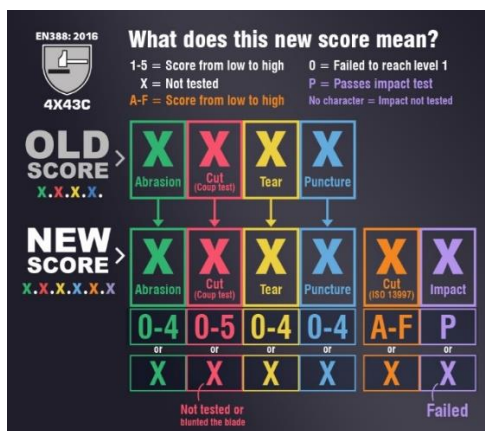 EN388: 2016
4X43C
What does this new score mean?
1-5 = Score from low to high
0 = Failed to reach level 1
X = Not tested
P = Passes impact test
A-F = Score from low to high
No character = Impact not tested
OLD SCORE >
X.X.X.X.
X X X X
Abrasion Cut (Coup test) Tear Puncture
NEW SCORE >
X.X.X.X.X.X
X X X X X X
Abrasion Cut (Coup test) Tear Puncture Cut (ISO 13997) Impact
0-4 0-5 0-4 0-4 A-F P
or or or or or or
X X X X X X
Not tested or
blunted the blade
Failed